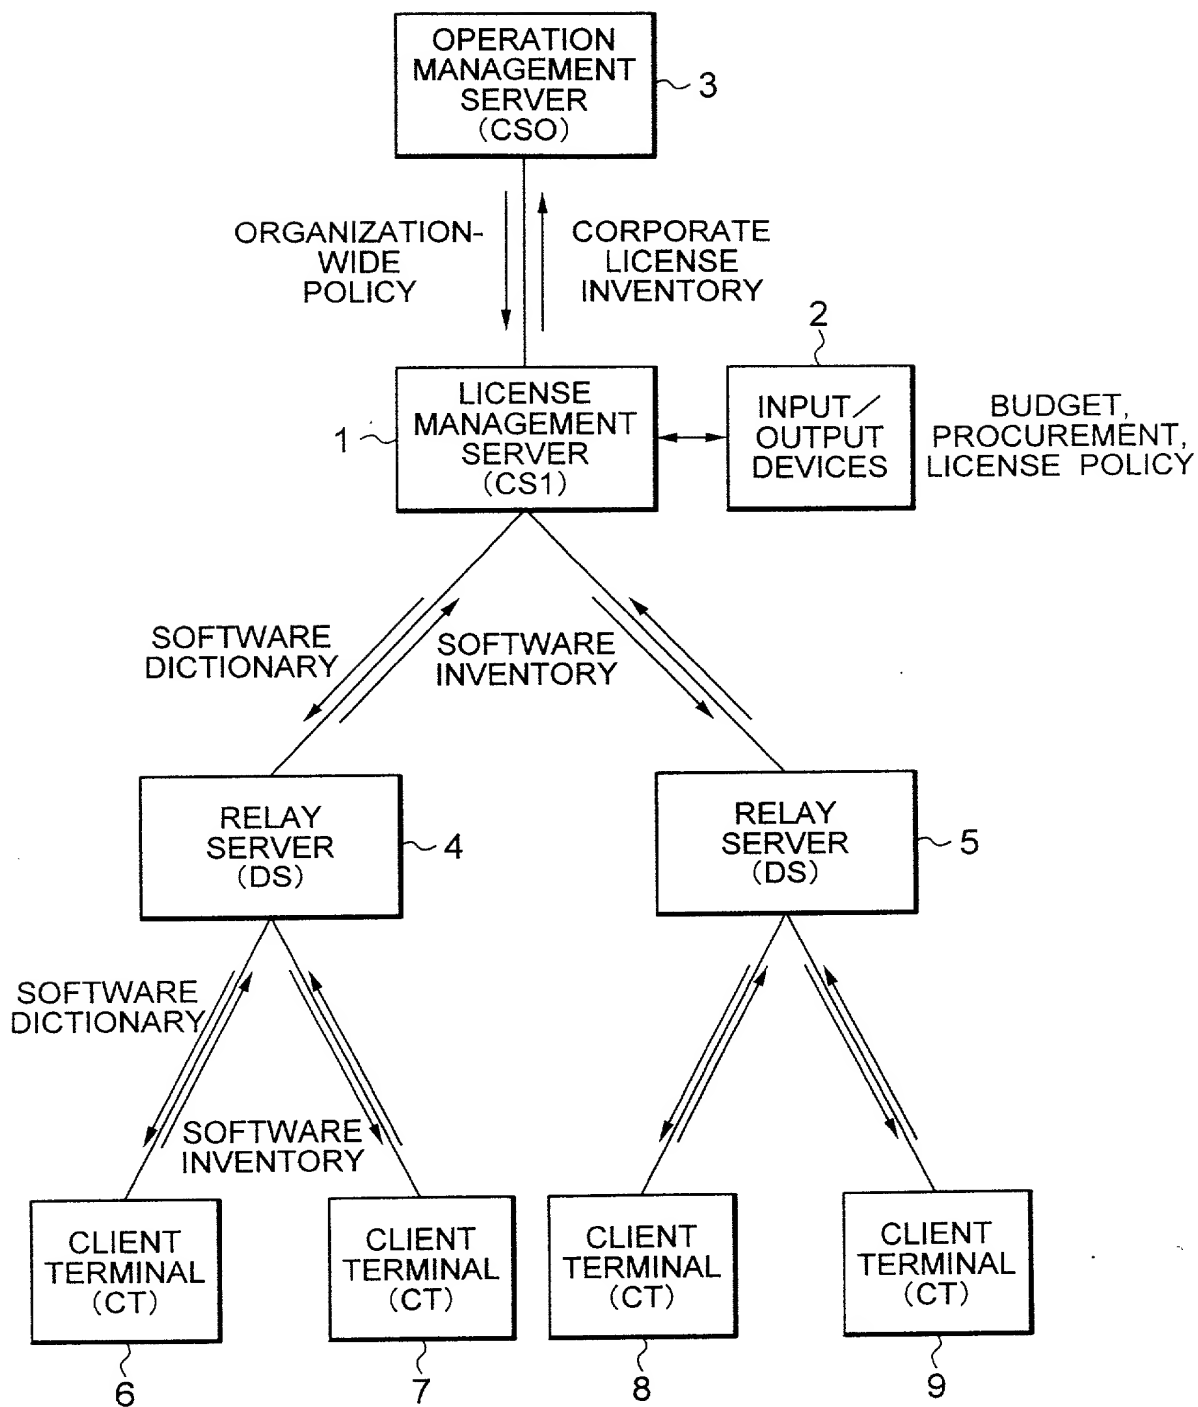 OPERATION
MANAGEMENT
SERVER
(CSO)
3
ORGANIZATION-
WIDE
POLICY
CORPORATE
LICENSE
INVENTORY
2
LICENSE
MANAGEMENT
SERVER
(CS1)
1
INPUT/
OUTPUT
DEVICES
BUDGET,
PROCUREMENT,
LICENSE POLICY
SOFTWARE
DICTIONARY
SOFTWARE
INVENTORY
RELAY
SERVER
(DS)
4
RELAY
SERVER
(DS)
5
SOFTWARE
DICTIONARY
SOFTWARE
INVENTORY
CLIENT
TERMINAL
(CT)
6
CLIENT
TERMINAL
(CT)
7
CLIENT
TERMINAL
(CT)
8
CLIENT
TERMINAL
(CT)
9